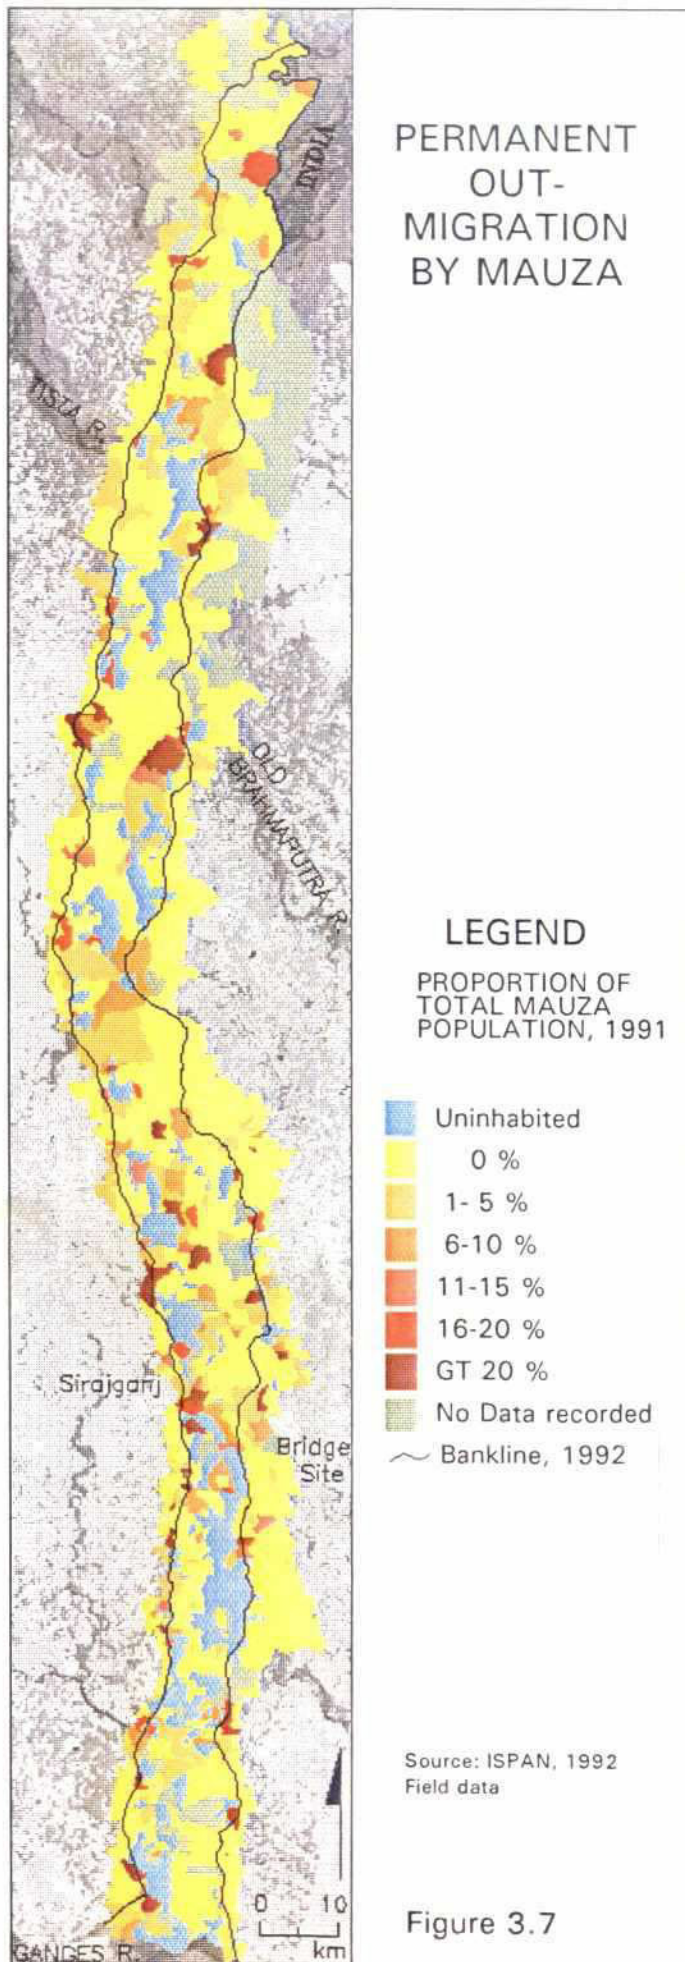 PERMANENT
OUT-
MIGRATION
BY MAUZA
INDIA
TISTA R.
OLD
BRAHMAPUTRA R.
LEGEND
PROPORTION OF
TOTAL MAUZA
POPULATION, 1991
Uninhabited
0 %
1- 5 %
6-10 %
11-15 %
16-20 %
GT 20 %
No Data recorded
Bankline, 1992
Sirajganj
Bridge
Site
Source: ISPAN, 1992
Field data
0 10
km
GANGES R.
Figure 3.7